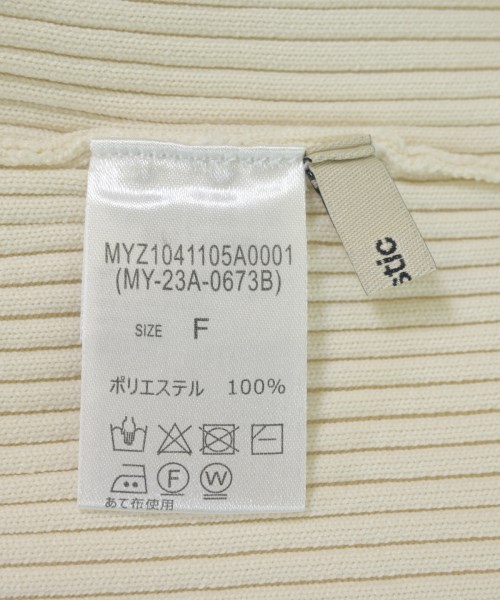 MYZ1041105A0001
(MY-23A-0673B)
SIZE F
ポリエステル 100%
F W
あて布使用
stic